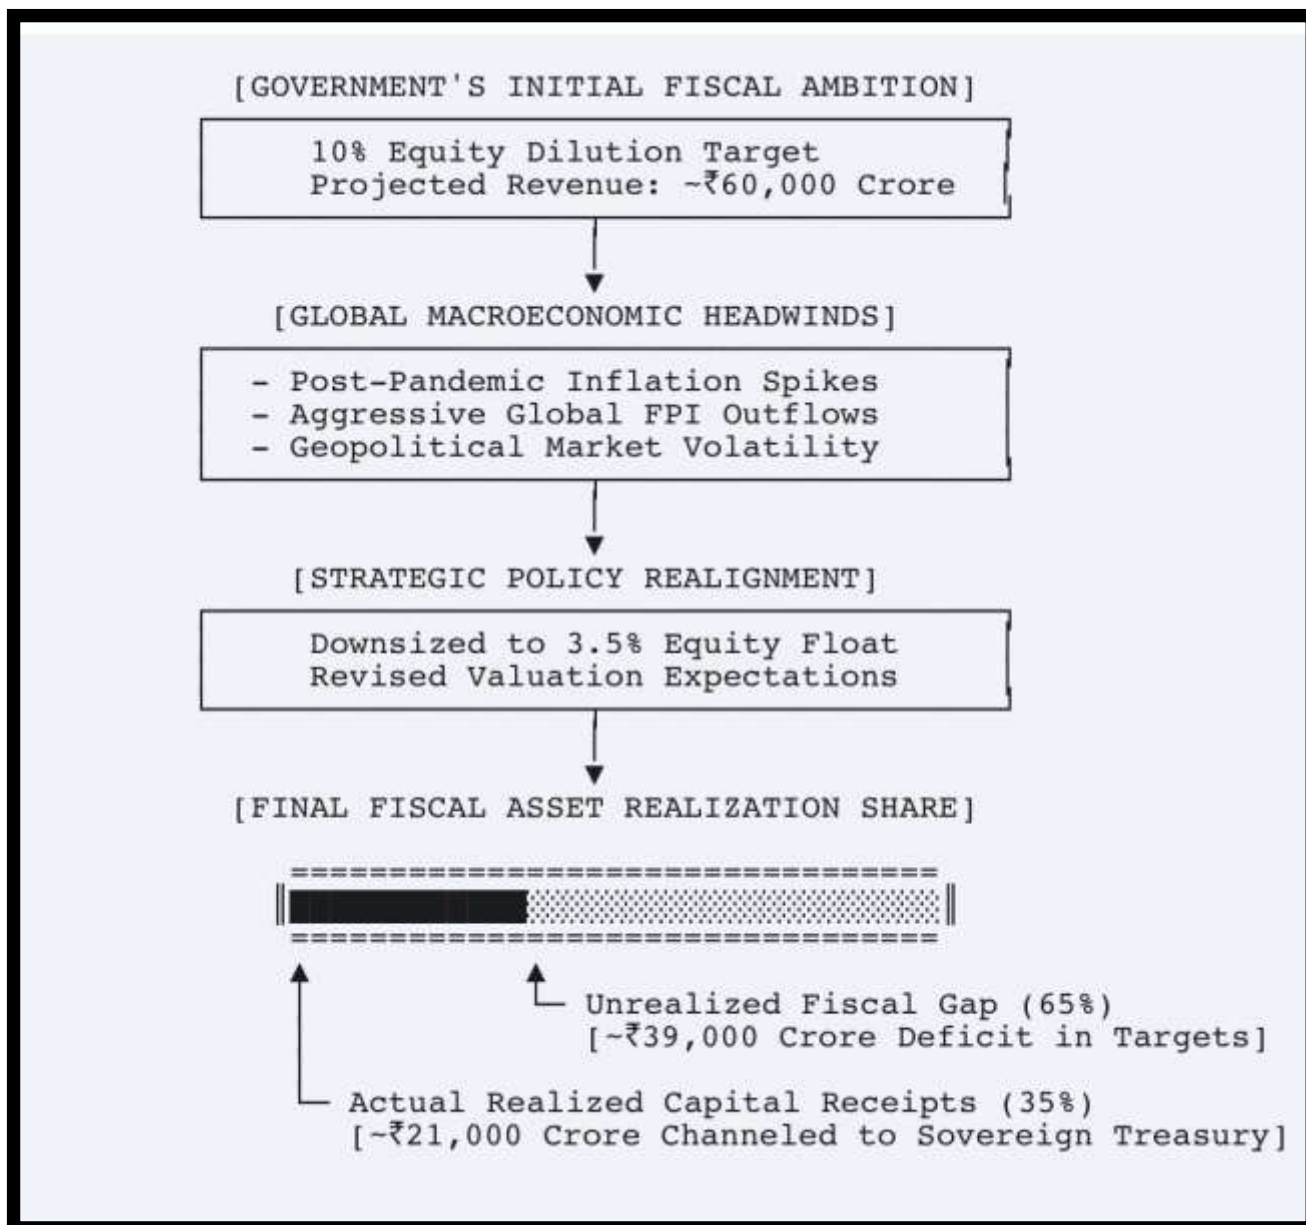 [GOVERNMENT'S INITIAL FISCAL AMBITION]
10% Equity Dilution Target
Projected Revenue: ~₹60,000 Crore
[GLOBAL MACROECONOMIC HEADWINDS]
- Post-Pandemic Inflation Spikes
- Aggressive Global FPI Outflows
- Geopolitical Market Volatility
[STRATEGIC POLICY REALIGNMENT]
Downsized to 3.5% Equity Float
Revised Valuation Expectations
[FINAL FISCAL ASSET REALIZATION SHARE]
Unrealized Fiscal Gap (65%)
[~₹39,000 Crore Deficit in Targets]
Actual Realized Capital Receipts (35%)
[~₹21,000 Crore Channeled to Sovereign Treasury]